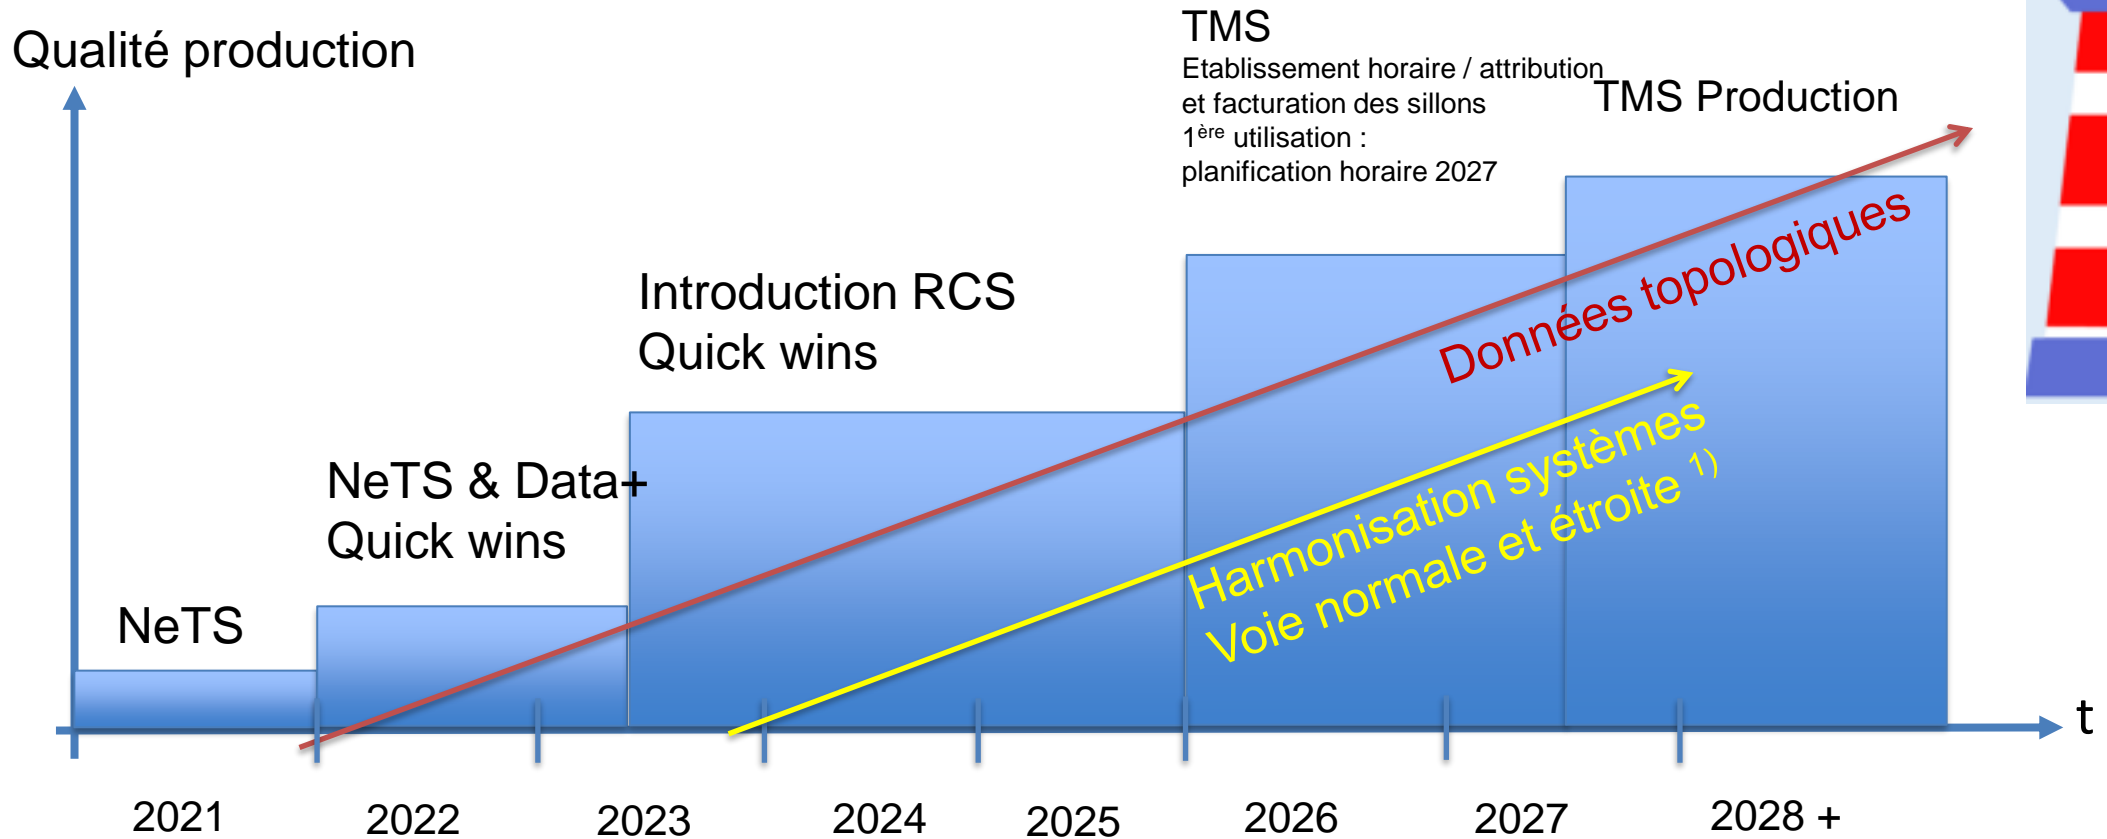 Qualité production
TMS
Etablissement horaire / attribution
et facturation des sillons
1ère utilisation :
planification horaire 2027
TMS Production
Introduction RCS
Quick wins
Données topologiques
NeTS & Data+
Quick wins
Harmonisation systèmes
Voie normale et étroite 1)
NeTS
t
2021
2022
2023
2024
2025
2026
2027
2028 +